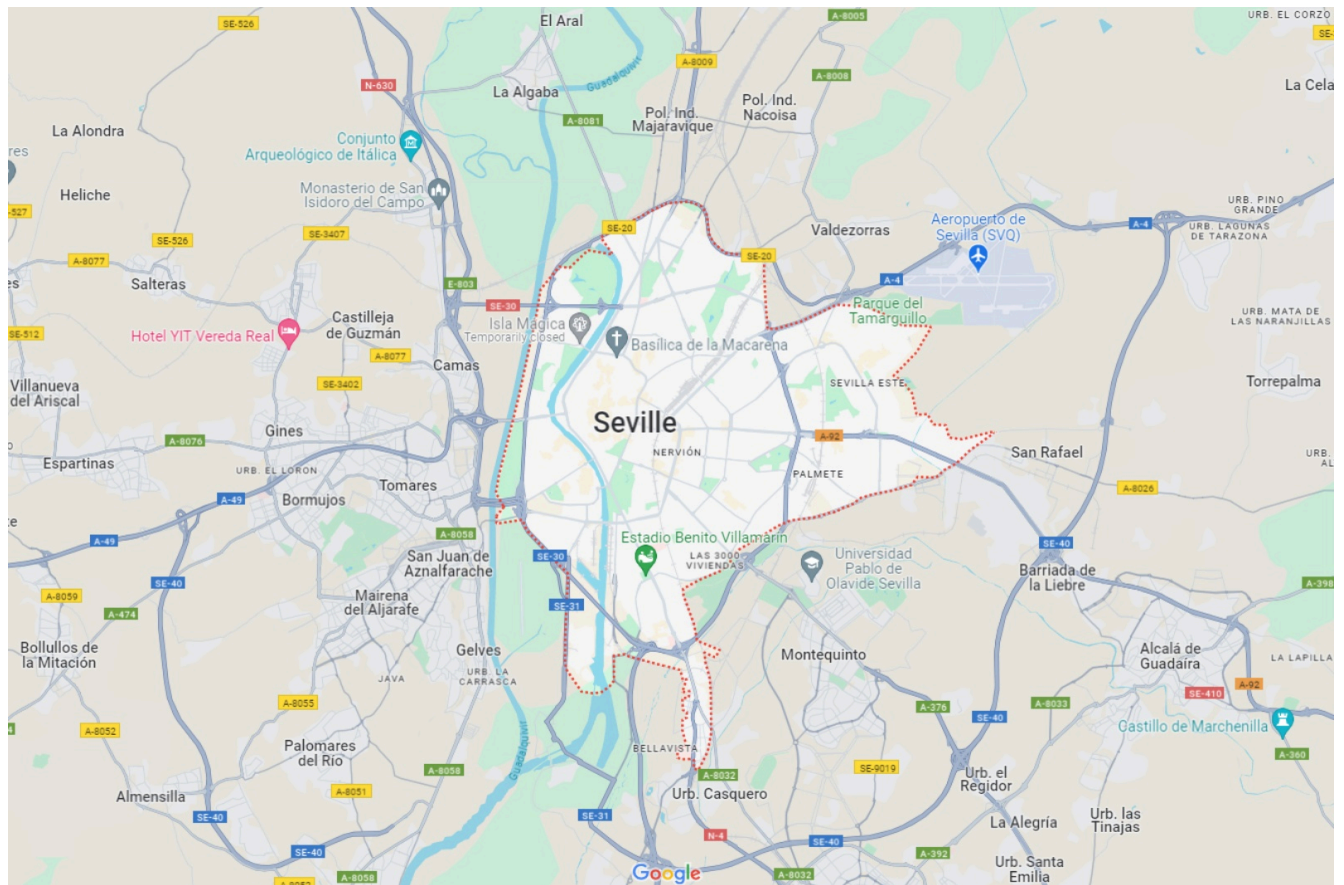 SE-526
El Aral
A-8005
URB. EL CORZO
SE-
A-8009
Guadalquivir
N-630
La Algaba
A-8008
La Cela
Pol. Ind.
Majaravique
Pol. Ind.
Nacoisa
A-8081
La Alondra
Conjunto
Arqueológico de Itálica
res
Heliche
Monasterio de San
Isidoro del Campo
-527
URB. PINO
GRANDE
SE-20
Aeropuerto de
Sevilla (SVQ)
A-4
URB. LAGUNAS
DE TARAZONA
Valdezorras
SE-3407
SE-526
A-8077
SE-20
Salteras
es
E-803
A-4
SE-30
Parque del
Tamarguillo
Castilleja
de Guzmán
Isla Mágica
Temporarily closed
URB. MATA DE
LAS NARANJILLAS
SE-512
Hotel YIT Vereda Real
Basílica de la Macarena
A-8077
Camas
SE-3402
SEVILLA ESTE
Torrepalma
Villanueva
del Ariscal
Seville
Gines
A-8076
A-92
NERVIÓN
San Rafael
URB.
AL
Espartinas
URB. EL LORON
PALMETE
Tomares
A-8026
A-49
Bormujos
te
A-49
A-8058
Estadio Benito Villamarín
SE-40
San Juan de
Aznalfarache
SE-30
LAS 3000
VIVIENDAS
Universidad
Pablo de
Olavide Sevilla
Barriada de
la Liebre
SE-40
A-398
A-8059
Mairena
del Aljarafe
SE-31
A-474
Bollullos de
la Mitación
Gelves
Montequinto
Alcalá de
Guadaíra
LA LAPILLA
URB. LA
CARRASCA
JAVA
A-92
SE-410
A-8055
A-376
A-8033
SE-40
Castillo de Marchenilla
A-8052
Guadalquivir
Palomares
del Río
BELLAVISTA
A-360
A-8058
A-8032
SE-9019
Urb. el
Regidor
A-8051
Almensilla
Urb. Casquero
SE-40
SE-31
La Alegría
Urb. las
Tinajas
N-4
SE-40
SE-40
A-392
Google
Urb. Santa
Emilia
A-8052
A-8058
A-8032